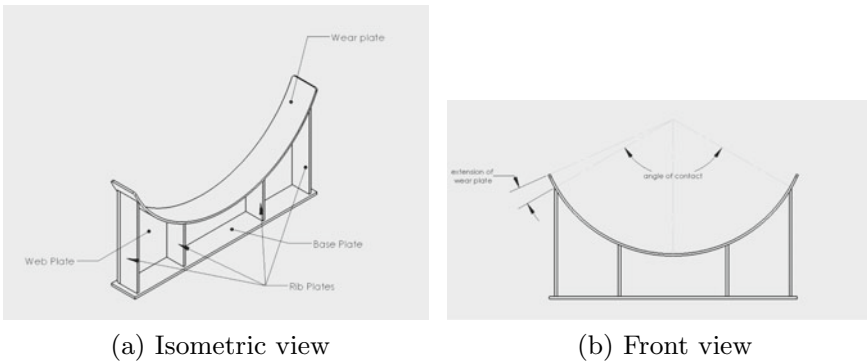 Wear plate
Web Plate
Base Plate
Rib Plates
extension of
wear plate
angle of contact
(a) Isometric view
(b) Front view